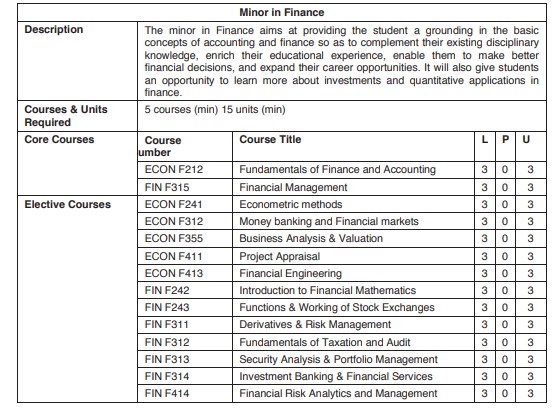 Minor in Finance
Description The minor in Finance aims at providing the student a grounding in the basic
concepts of accounting and finance so as to complement their existing disciplinary
knowledge, enrich their educational experience, enable them to make better
financial decisions, and expand their career opportunities. It will also give students
an opportunity to learn more about investments and quantitative applications in
finance.
Courses & Units 5 courses (min) 15 units (min)
Required
Core Courses Course Course Title L P U
umber
ECON F212 Fundamentals of Finance and Accounting 3 0 3
FIN F315 Financial Management 3 0 3
Elective Courses ECON F241 Econometric methods 3 0 3
ECON F312 Money banking and Financial markets 3 0 3
ECON F355 Business Analysis & Valuation 3 0 3
ECON F411 Project Appraisal 3 0 3
ECON F413 Financial Engineering 3 0 3
FIN F242 Introduction to Financial Mathematics 3 0 3
FIN F243 Functions & Working of Stock Exchanges 3 0 3
FIN F311 Derivatives & Risk Management 3 0 3
FIN F312 Fundamentals of Taxation and Audit 3 0 3
FIN F313 Security Analysis & Portfolio Management 3 0 3
FIN F314 Investment Banking & Financial Services 3 0 3
FIN F414 Financial Risk Analytics and Management 3 0 3